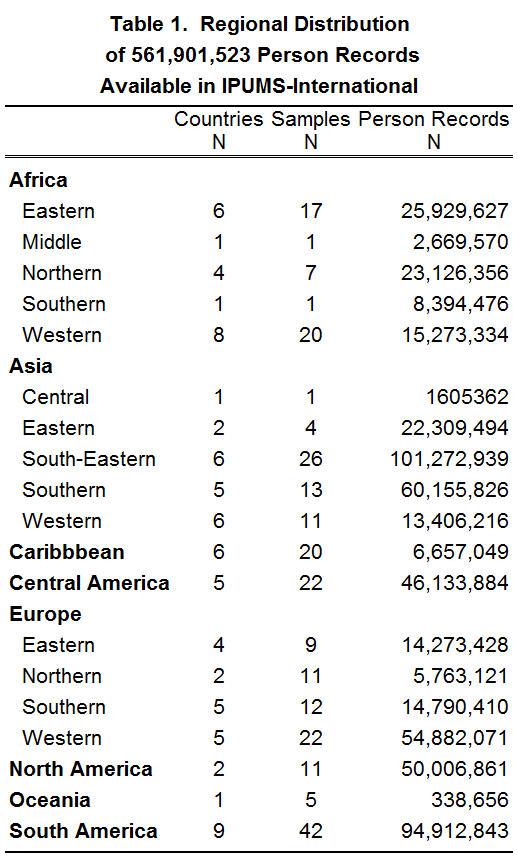 Table 1. Regional Distribution
of 561,901,523 Person Records
Available in IPUMS-International
Countries Samples Person Records
N N N
Africa
Eastern 6 17 25,929,627
Middle 1 1 2,669,570
Northern 4 7 23,126,356
Southern 1 1 8,394,476
Western 8 20 15,273,334
Asia
Central 1 1 1605362
Eastern 2 4 22,309,494
South-Eastern 6 26 101,272,939
Southern 5 13 60,155,826
Western 6 11 13,406,216
Caribbbean 6 20 6,657,049
Central America 5 22 46,133,884
Europe
Eastern 4 9 14,273,428
Northern 2 11 5,763,121
Southern 5 12 14,790,410
Western 5 22 54,882,071
North America 2 11 50,006,861
Oceania 1 5 338,656
South America 9 42 94,912,843